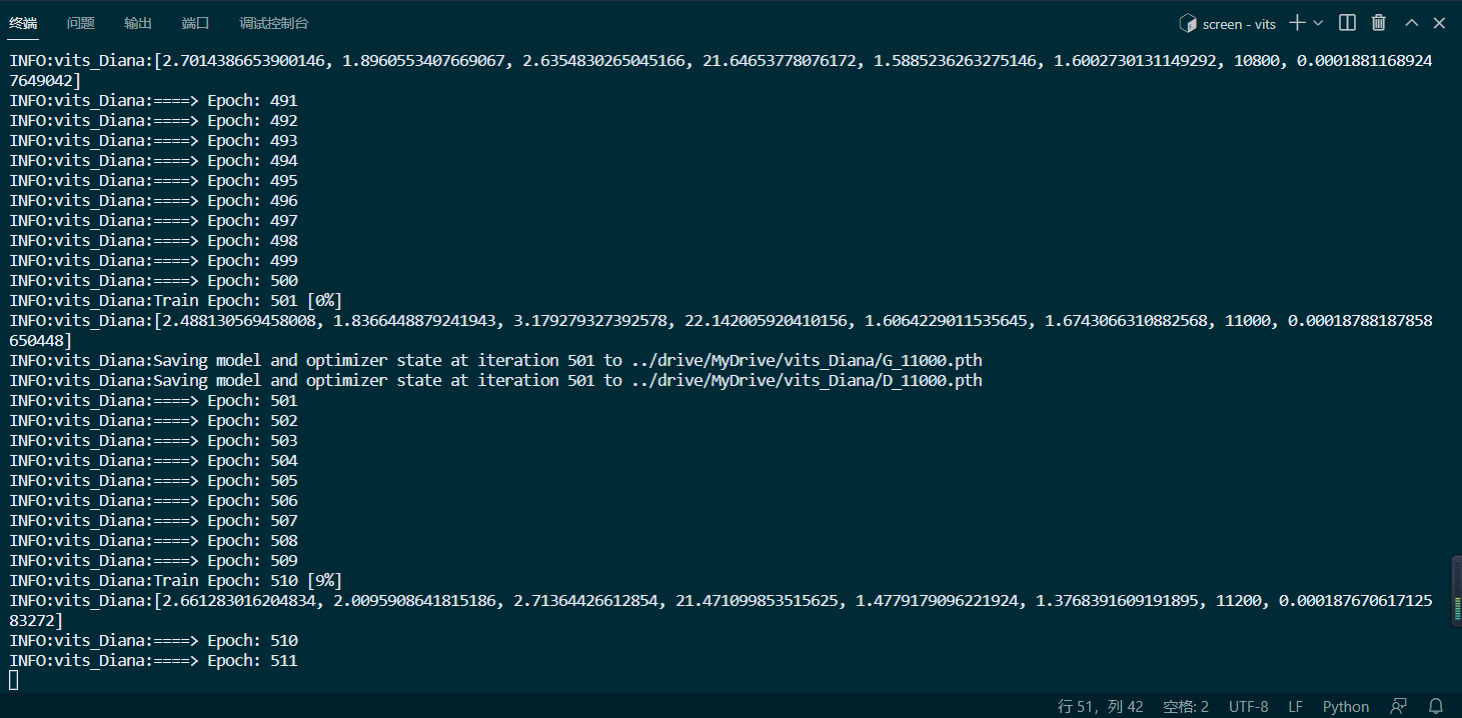 终端 问题 输出 端口 调试控制台 screen - vits
INFO:vits_Diana:[2.7014386653900146, 1.8960553407669067, 2.6354830265045166, 21.64653778076172, 1.5885236263275146, 1.6002730131149292, 10800, 0.0001881168924
7649042]
INFO:vits_Diana:====> Epoch: 491
INFO:vits_Diana:====> Epoch: 492
INFO:vits_Diana:====> Epoch: 493
INFO:vits_Diana:====> Epoch: 494
INFO:vits_Diana:====> Epoch: 495
INFO:vits_Diana:====> Epoch: 496
INFO:vits_Diana:====> Epoch: 497
INFO:vits_Diana:====> Epoch: 498
INFO:vits_Diana:====> Epoch: 499
INFO:vits_Diana:====> Epoch: 500
INFO:vits_Diana:Train Epoch: 501 [0%]
INFO:vits_Diana:[2.488130569458008, 1.8366448879241943, 3.179279327392578, 22.142005920410156, 1.6064229011535645, 1.6743066310882568, 11000, 0.00018788187858
650448]
INFO:vits_Diana:Saving model and optimizer state at iteration 501 to ../drive/MyDrive/vits_Diana/G_11000.pth
INFO:vits_Diana:Saving model and optimizer state at iteration 501 to ../drive/MyDrive/vits_Diana/D_11000.pth
INFO:vits_Diana:====> Epoch: 501
INFO:vits_Diana:====> Epoch: 502
INFO:vits_Diana:====> Epoch: 503
INFO:vits_Diana:====> Epoch: 504
INFO:vits_Diana:====> Epoch: 505
INFO:vits_Diana:====> Epoch: 506
INFO:vits_Diana:====> Epoch: 507
INFO:vits_Diana:====> Epoch: 508
INFO:vits_Diana:====> Epoch: 509
INFO:vits_Diana:Train Epoch: 510 [9%]
INFO:vits_Diana:[2.661283016204834, 2.0095908641815186, 2.71364426612854, 21.471099853515625, 1.4779179096221924, 1.3768391609191895, 11200, 0.000187670617125
83272]
INFO:vits_Diana:====> Epoch: 510
INFO:vits_Diana:====> Epoch: 511
行 51，列 42 空格: 2 UTF-8 LF Python